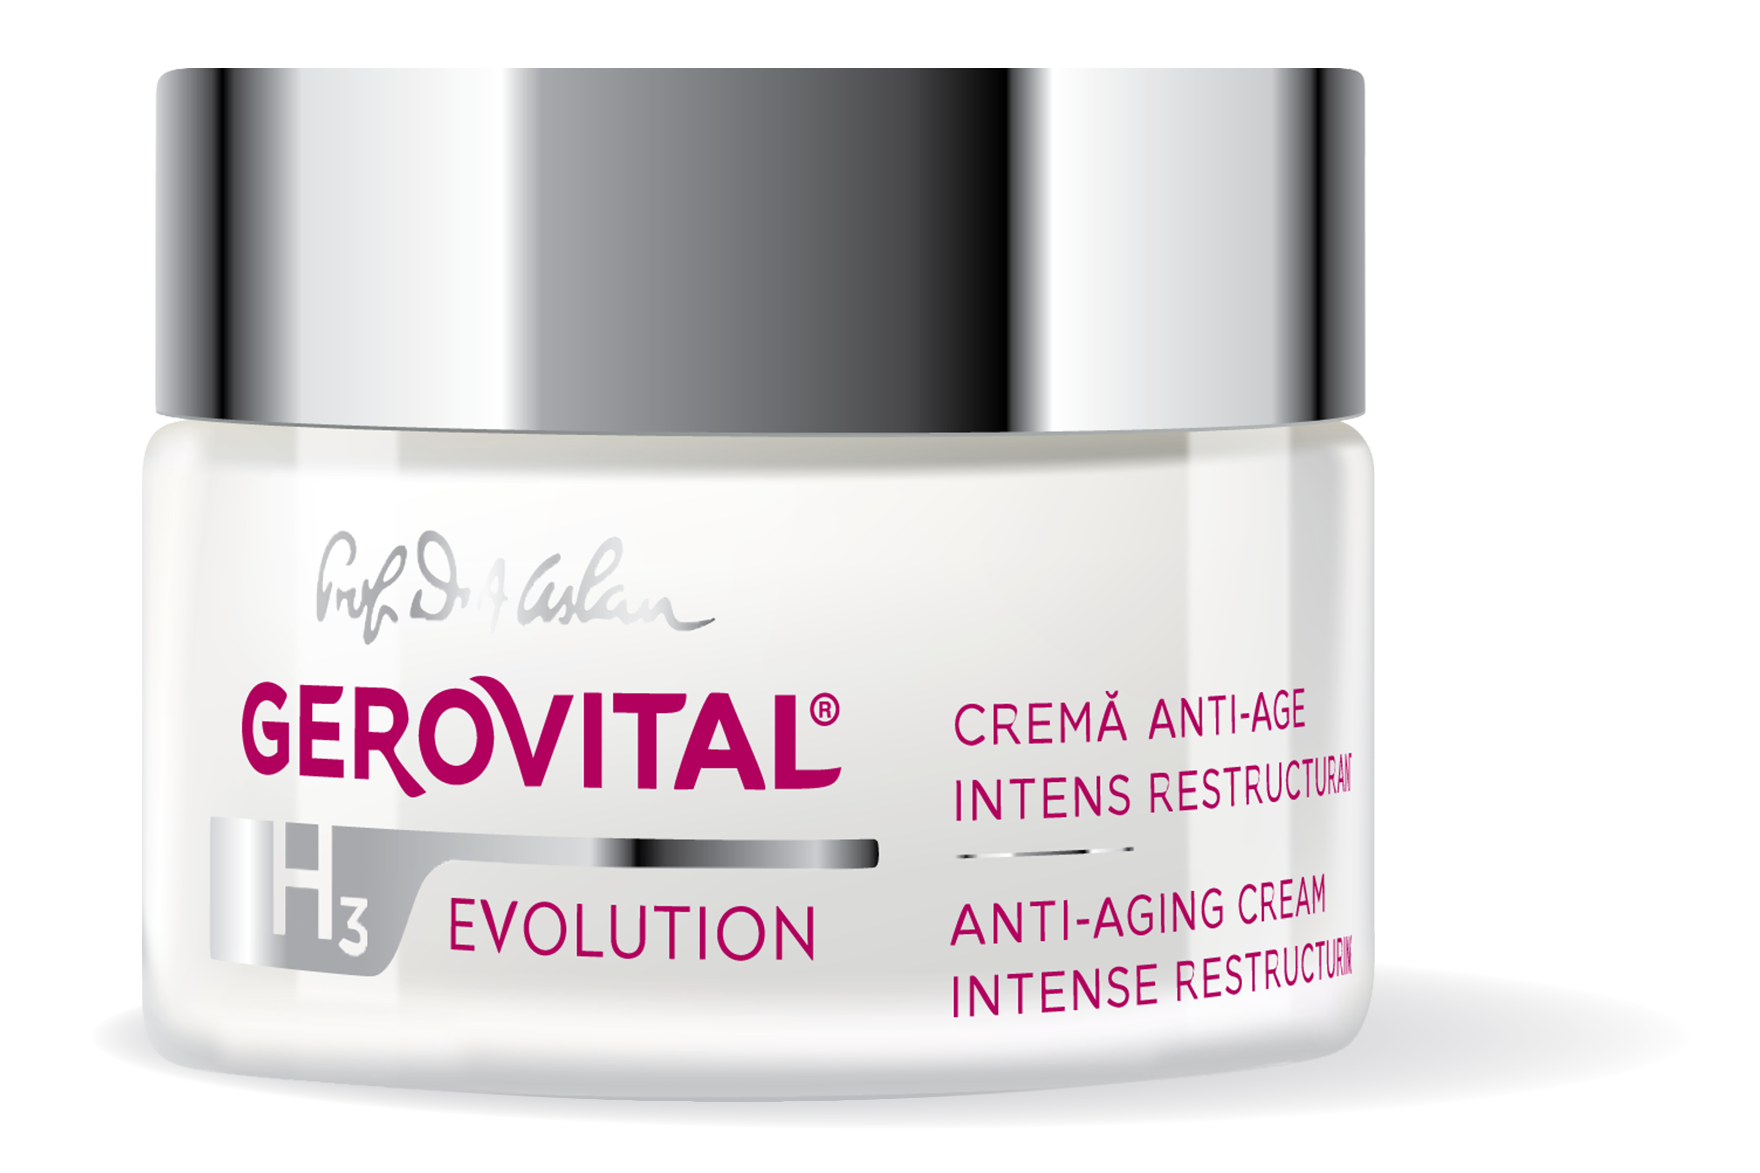 Prof. Dr. A Aslan
GEROVITAL®
H3
EVOLUTION
CREMĂ ANTI-AGE
INTENS RESTRUCTURANT
ANTI-AGING CREAM
INTENSE RESTRUCTURING